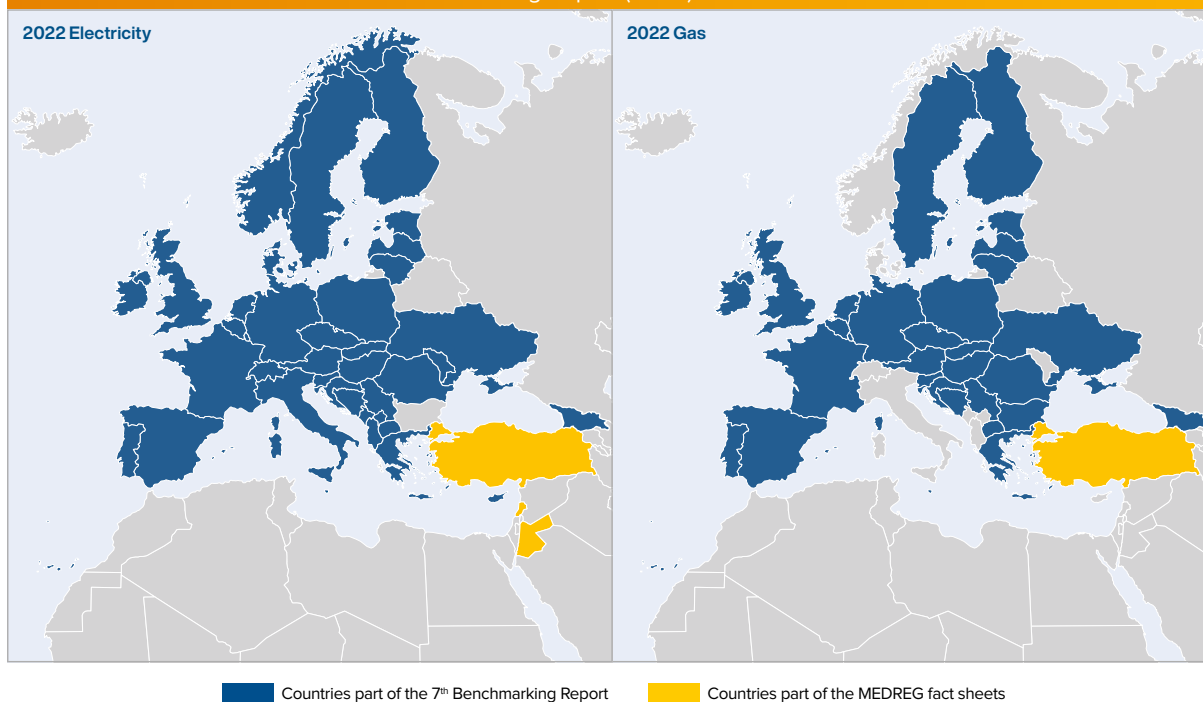 2022 Electricity
2022 Gas
Countries part of the 7th Benchmarking Report
Countries part of the MEDREG fact sheets